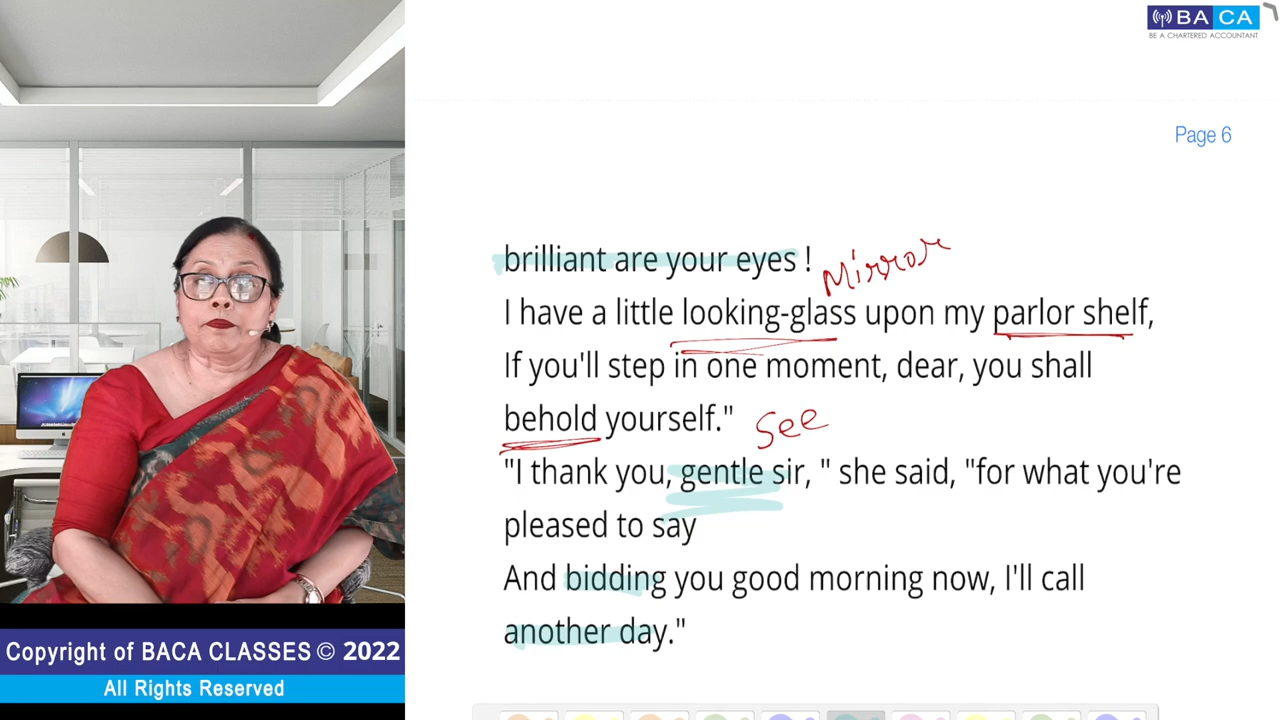 BACA
BE A CHARTERED ACCOUNTANT
Page 6
brilliant are your eyes !
Mirror
I have a little looking-glass upon my parlor shelf,
If you'll step in one moment, dear, you shall
behold yourself."
See
"I thank you, gentle sir, " she said, "for what you're
pleased to say
And bidding you good morning now, I'll call
another day."
Copyright of BACA CLASSES © 2022
All Rights Reserved